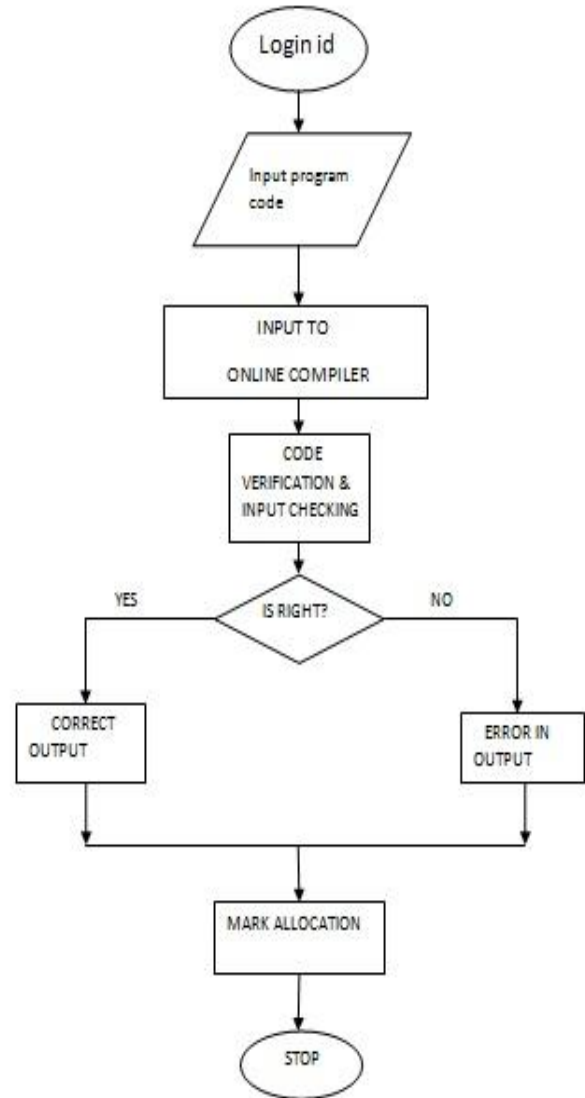 Login id
Input program
code
INPUT TO
ONLINE COMPILER
CODE
VERIFICATION &
INPUT CHECKING
YES
IS RIGHT?
NO
CORRECT
OUTPUT
ERROR IN
OUTPUT
MARK ALLOCATION
STOP